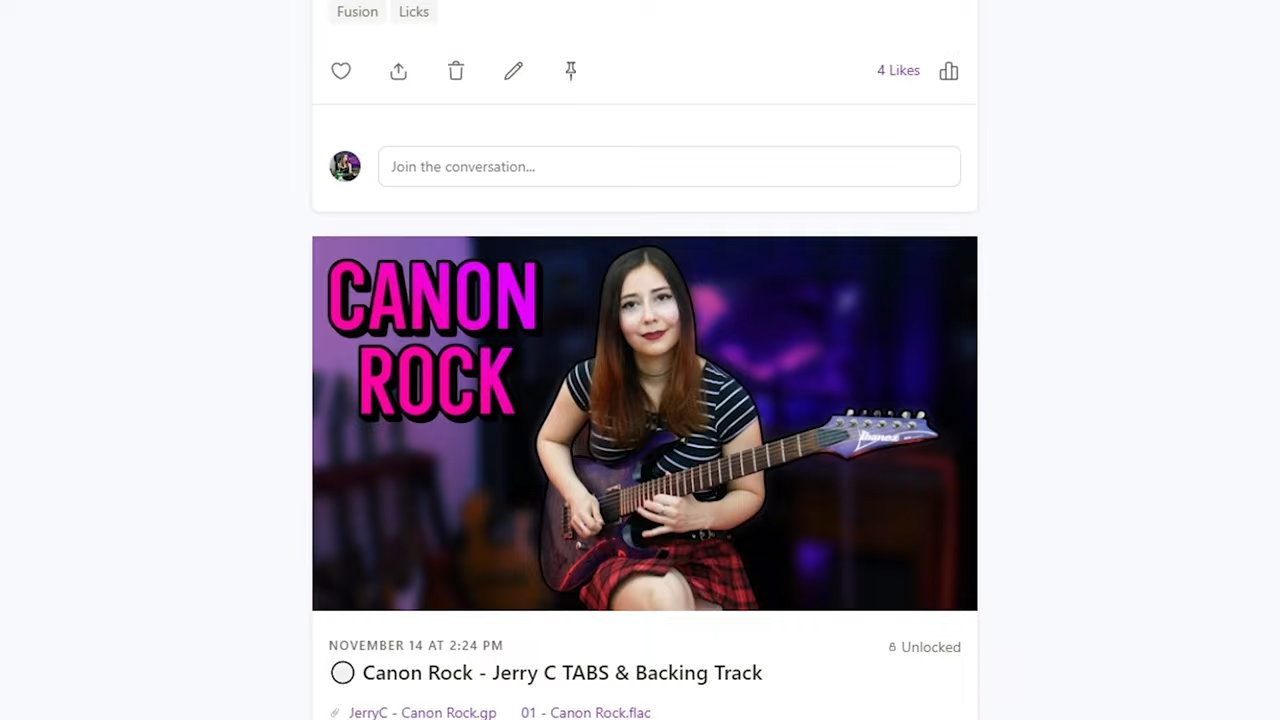 Fusion Licks
4 Likes
Join the conversation...
CANON
ROCK
Ibanez
NOVEMBER 14 AT 2:24 PM
Unlocked
Canon Rock - Jerry C TABS & Backing Track
JerryC - Canon Rock.gp 01 - Canon Rock.flac